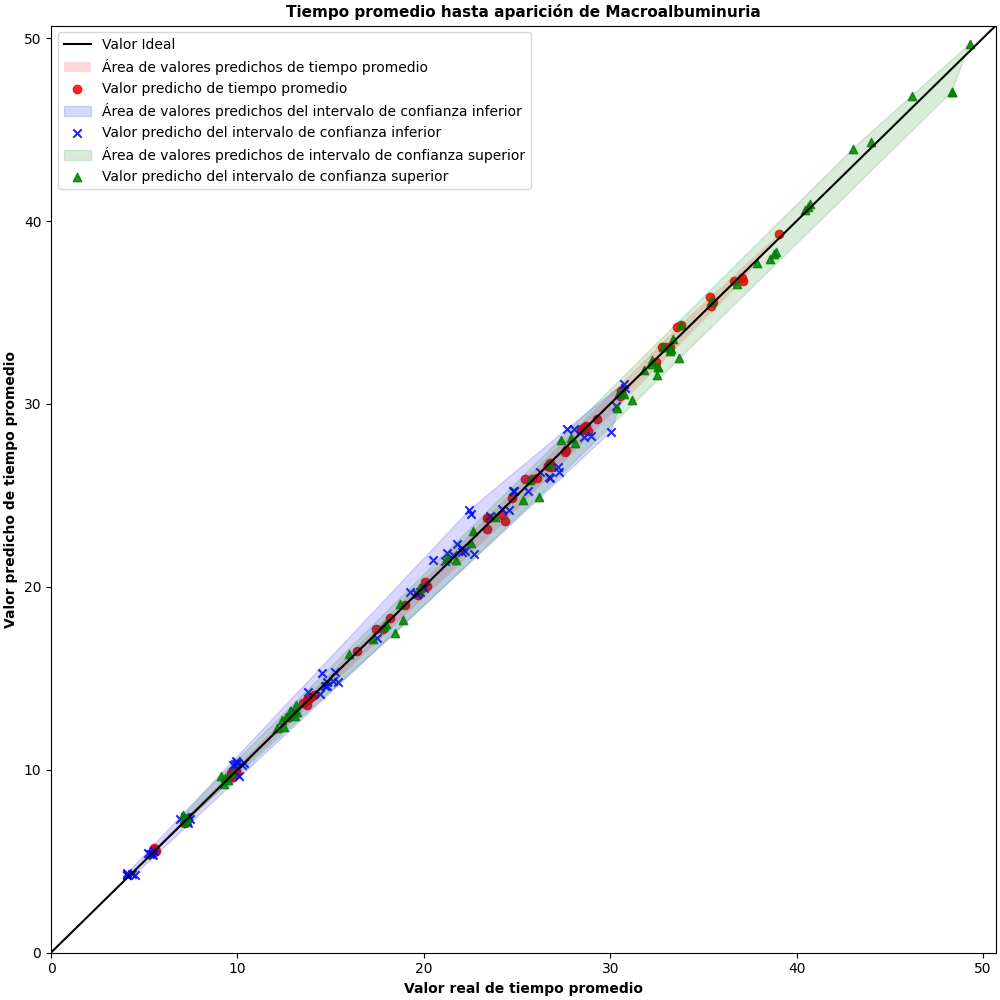 Tiempo promedio hasta aparición de Macroalbuminuria
Valor Ideal
Área de valores predichos de tiempo promedio
Valor predicho de tiempo promedio
Área de valores predichos del intervalo de confianza inferior
Valor predicho del intervalo de confianza inferior
Área de valores predichos de intervalo de confianza superior
Valor predicho del intervalo de confianza superior
Valor predicho de tiempo promedio
50
40
30
20
10
0
0 10 20 30 40 50
Valor real de tiempo promedio